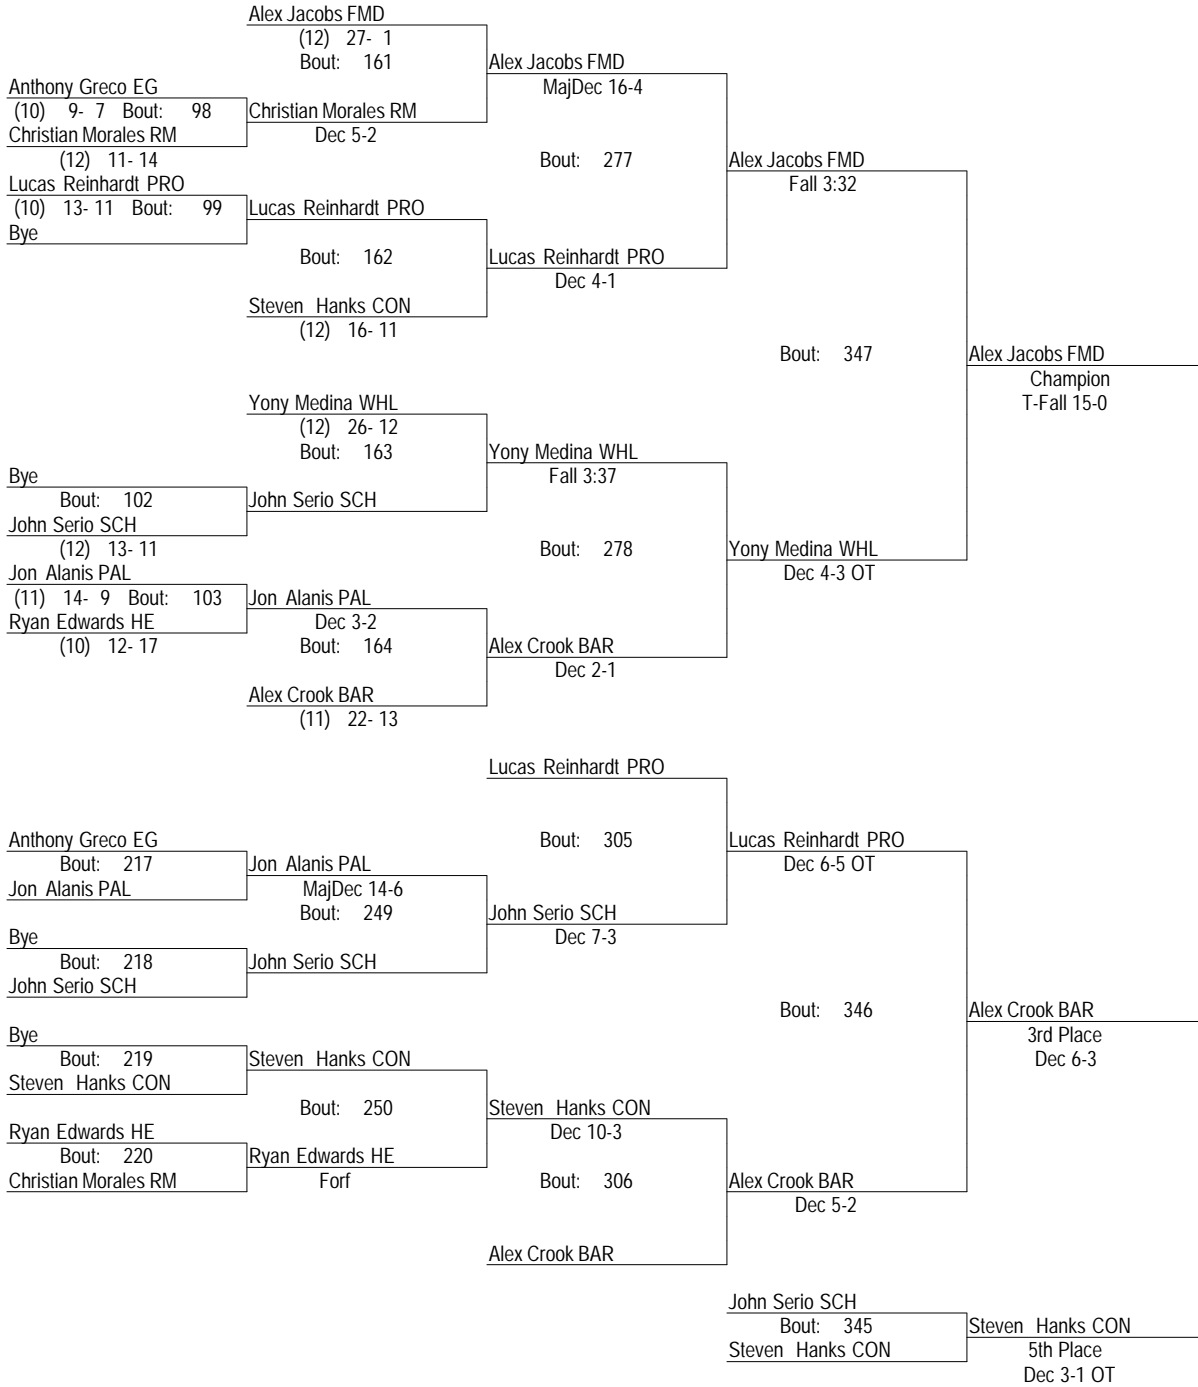 Alex Jacobs FMD
(12) 27- 1
Bout: 161
Alex Jacobs FMD
Anthony Greco EG
MajDec 16-4
(10) 9- 7 Bout: 98
Christian Morales RM
Christian Morales RM
Dec 5-2
(12) 11- 14
Bout: 277
Alex Jacobs FMD
Lucas Reinhardt PRO
Fall 3:32
(10) 13- 11 Bout: 99
Lucas Reinhardt PRO
Bye
Bout: 162
Lucas Reinhardt PRO
Dec 4-1
Steven Hanks CON
(12) 16- 11
Bout: 347
Alex Jacobs FMD
Champion
T-Fall 15-0
Yony Medina WHL
(12) 26- 12
Bout: 163
Yony Medina WHL
Bye
Fall 3:37
Bout: 102
John Serio SCH
John Serio SCH
(12) 13- 11
Bout: 278
Yony Medina WHL
Jon Alanis PAL
Dec 4-3 OT
(11) 14- 9 Bout: 103
Jon Alanis PAL
Ryan Edwards HE
Dec 3-2
(10) 12- 17
Bout: 164
Alex Crook BAR
Dec 2-1
Alex Crook BAR
(11) 22- 13
Lucas Reinhardt PRO
Anthony Greco EG
Bout: 305
Lucas Reinhardt PRO
Bout: 217
Jon Alanis PAL
Dec 6-5 OT
Jon Alanis PAL
MajDec 14-6
Bout: 249
John Serio SCH
Bye
Dec 7-3
Bout: 218
John Serio SCH
John Serio SCH
Bout: 346
Alex Crook BAR
Bye
3rd Place
Bout: 219
Steven Hanks CON
Dec 6-3
Steven Hanks CON
Bout: 250
Steven Hanks CON
Ryan Edwards HE
Dec 10-3
Bout: 220
Ryan Edwards HE
Christian Morales RM
Forf
Bout: 306
Alex Crook BAR
Dec 5-2
Alex Crook BAR
John Serio SCH
Bout: 345
Steven Hanks CON
Steven Hanks CON
5th Place
Dec 3-1 OT